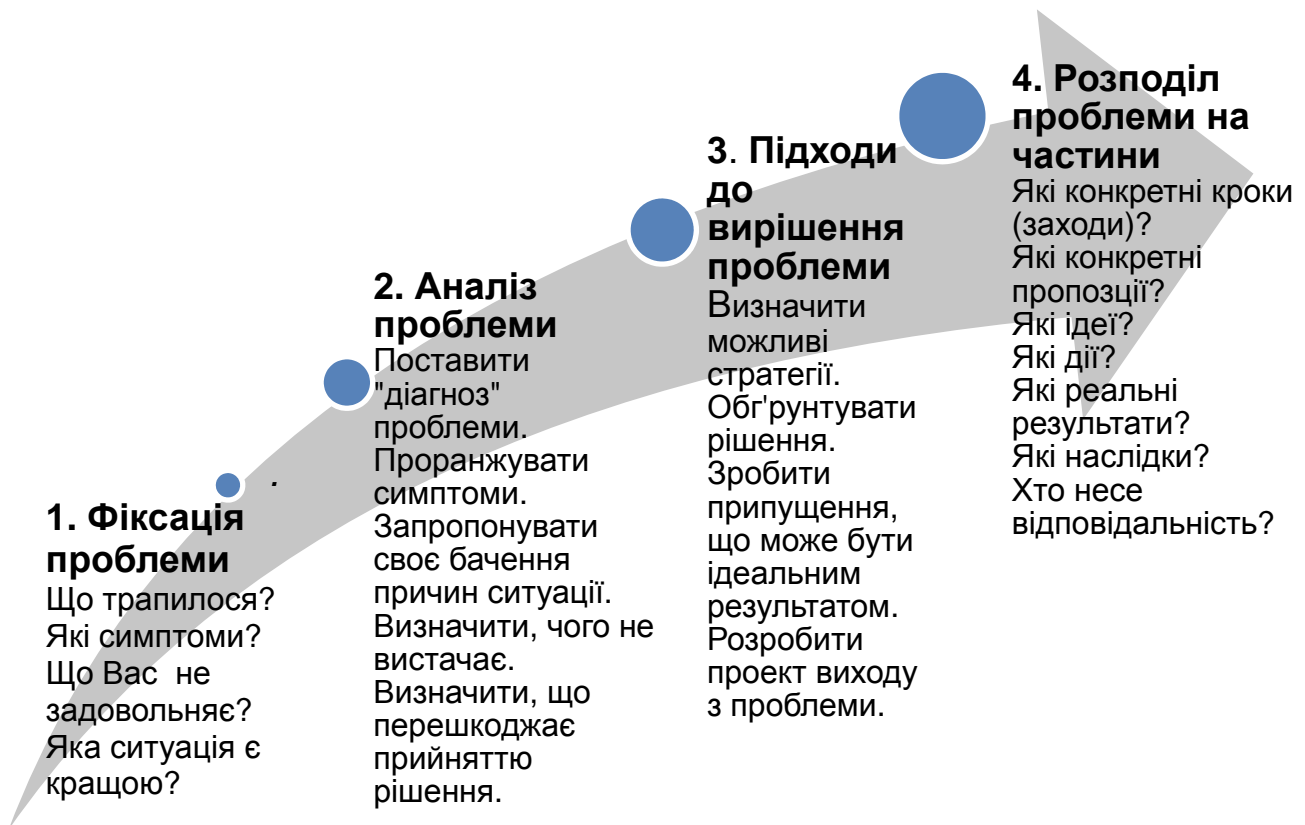 1. Фіксація
проблеми
Що трапилося?
Які симптоми?
Що Вас  не
задовольняє?
Яка ситуація є
кращою?
.
2. Аналіз
проблеми
Поставити
"діагноз"
проблеми.
Проранжувати
симптоми.
Запропонувати
своє бачення
причин ситуації.
Визначити, чого не
вистачає.
Визначити, що
перешкоджає
прийняттю
рішення.
3. Підходи
до
вирішення
проблеми
Визначити
можливі
стратегії.
Обг'рунтувати
рішення.
Зробити
припущення,
що може бути
ідеальним
результатом.
Розробити
проект виходу
з проблеми.
4. Розподіл
проблеми на
частини
Які конкретні кроки
(заходи)?
Які конкретні
пропозції?
Які ідеї?
Які дії?
Які реальні
результати?
Які наслідки?
Хто несе
відповідальність?